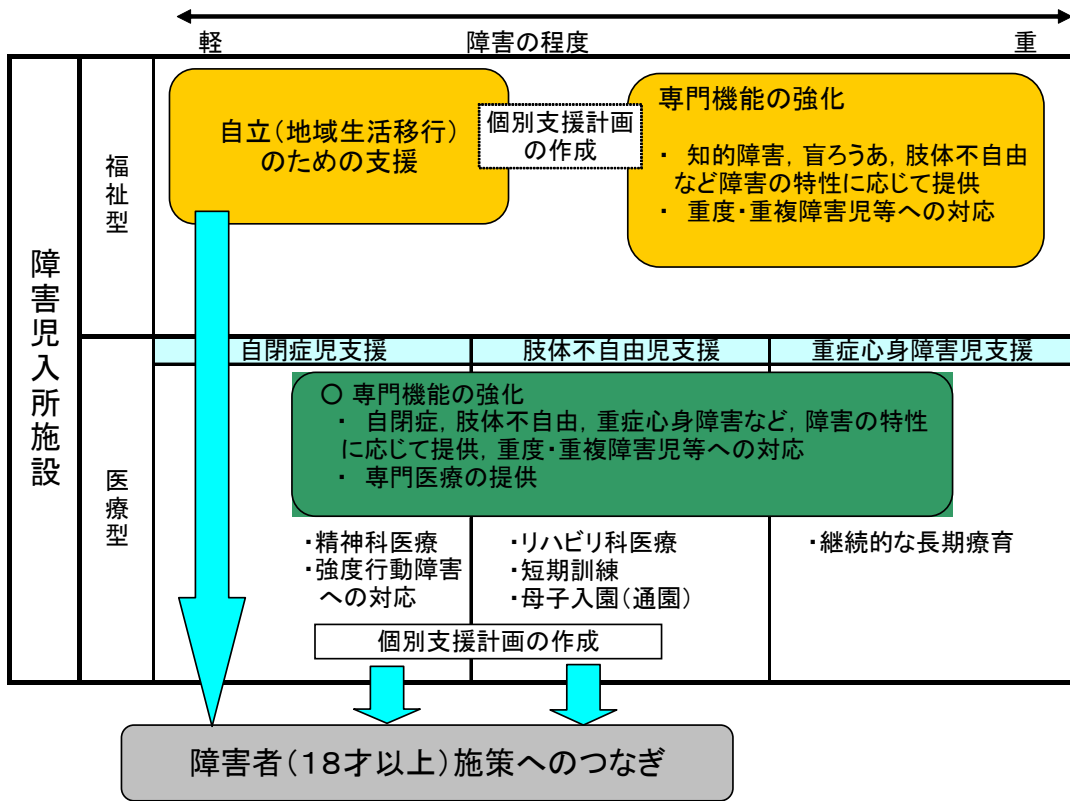 軽 障害の程度 重
障害児入所施設
福祉型
自立(地域生活移行)
のための支援
個別支援計画
の作成
専門機能の強化
・ 知的障害,盲ろうあ,肢体不自由
など障害の特性に応じて提供
・ 重度・重複障害児等への対応
医療型
自閉症児支援
肢体不自由児支援
重症心身障害児支援
○ 専門機能の強化
・ 自閉症,肢体不自由,重症心身障害など,障害の特性
に応じて提供,重度・重複障害児等への対応
・ 専門医療の提供
・精神科医療
・強度行動障害
への対応
・リハビリ科医療
・短期訓練
・母子入園(通園)
・継続的な長期療育
個別支援計画の作成
障害者(18才以上)施策へのつなぎ